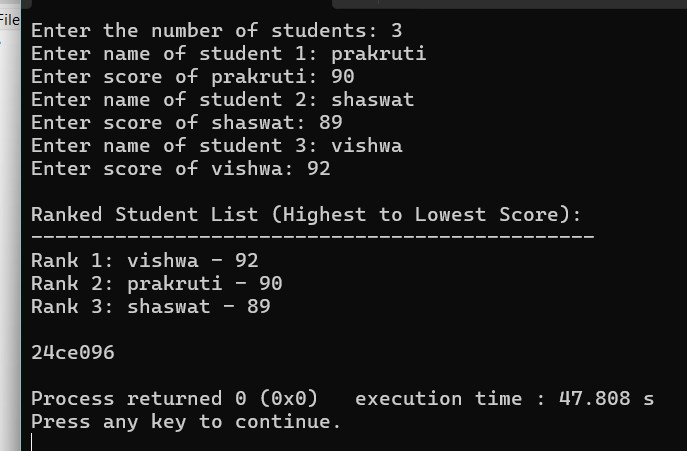 File
Enter the number of students: 3
Enter name of student 1: prakruti
Enter score of prakruti: 90
Enter name of student 2: shaswat
Enter score of shaswat: 89
Enter name of student 3: vishwa
Enter score of vishwa: 92
Ranked Student List (Highest to Lowest Score):
-----------------------------------------------
Rank 1: vishwa - 92
Rank 2: prakruti - 90
Rank 3: shaswat - 89
24ce096
Process returned 0 (0x0)   execution time : 47.808 s
Press any key to continue.